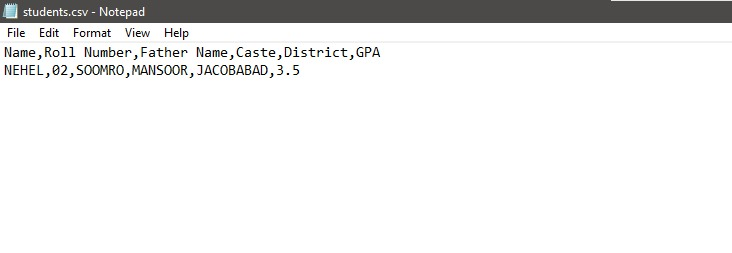 students.csv - Notepad
File Edit Format View Help
Name,Roll Number,Father Name,Caste,District,GPA
NEHEL,02,SOOMRO,MANSOOR,JACOBABAD,3.5